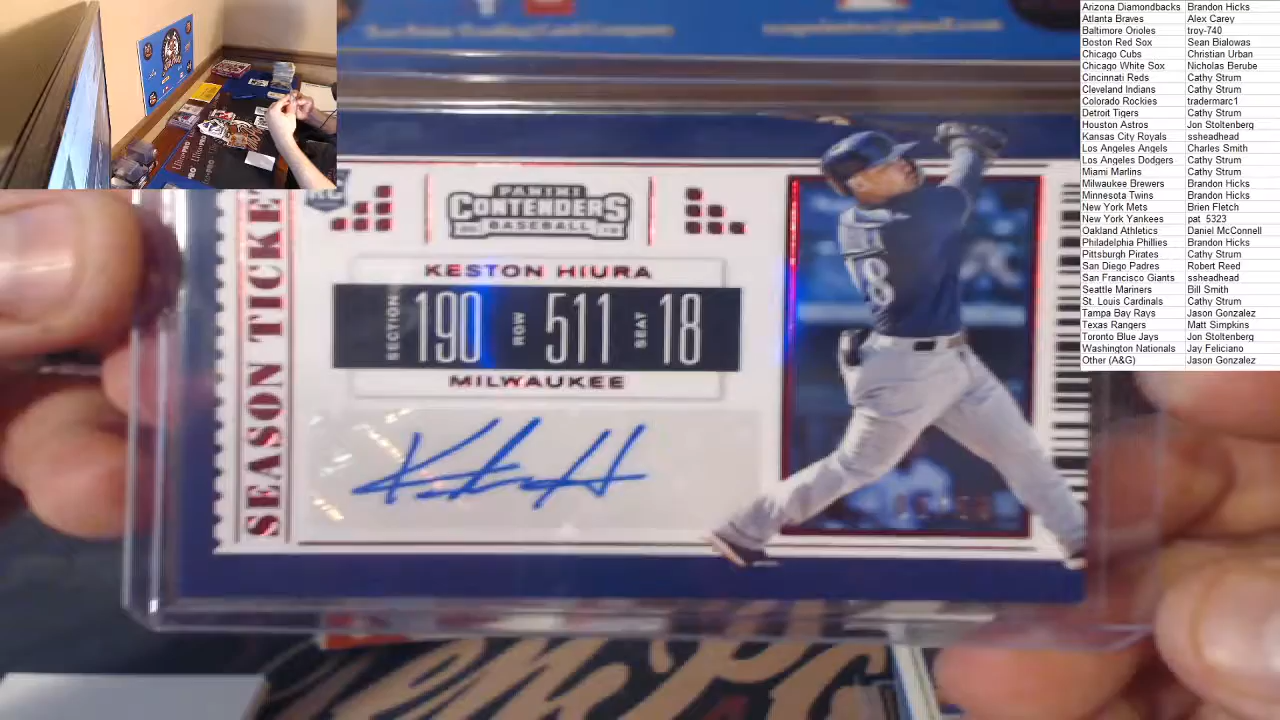 Arizona Diamondbacks Brandon Hicks
Atlanta Braves Alex Carey
Baltimore Orioles troy-740
Boston Red Sox Sean Bialowas
Chicago Cubs Christian Urban
Chicago White Sox Nicholas Berube
Cincinnati Reds Cathy Strum
Cleveland Indians Cathy Strum
Colorado Rockies tradermarc1
Detroit Tigers Cathy Strum
Houston Astros Jon Stoltenberg
Kansas City Royals ssheadhead
Los Angeles Angels Charles Smith
Los Angeles Dodgers Cathy Strum
Miami Marlins Cathy Strum
Milwaukee Brewers Brandon Hicks
Minnesota Twins Brandon Hicks
New York Mets Brien Fletch
New York Yankees pat_5323
Oakland Athletics Daniel McConnell
Philadelphia Phillies Brandon Hicks
Pittsburgh Pirates Cathy Strum
San Diego Padres Robert Reed
San Francisco Giants ssheadhead
Seattle Mariners Bill Smith
St. Louis Cardinals Cathy Strum
Tampa Bay Rays Jason Gonzalez
Texas Rangers Matt Simpkins
Toronto Blue Jays Jon Stoltenberg
Washington Nationals Jay Feliciano
Other (A&G) Jason Gonzalez
RC
PANINI
CONTENDERS
BASEBALL
SEASON TICKE
KESTON HIURA
SECTION 190 ROW 511 SEAT 18
MILWAUKEE
18